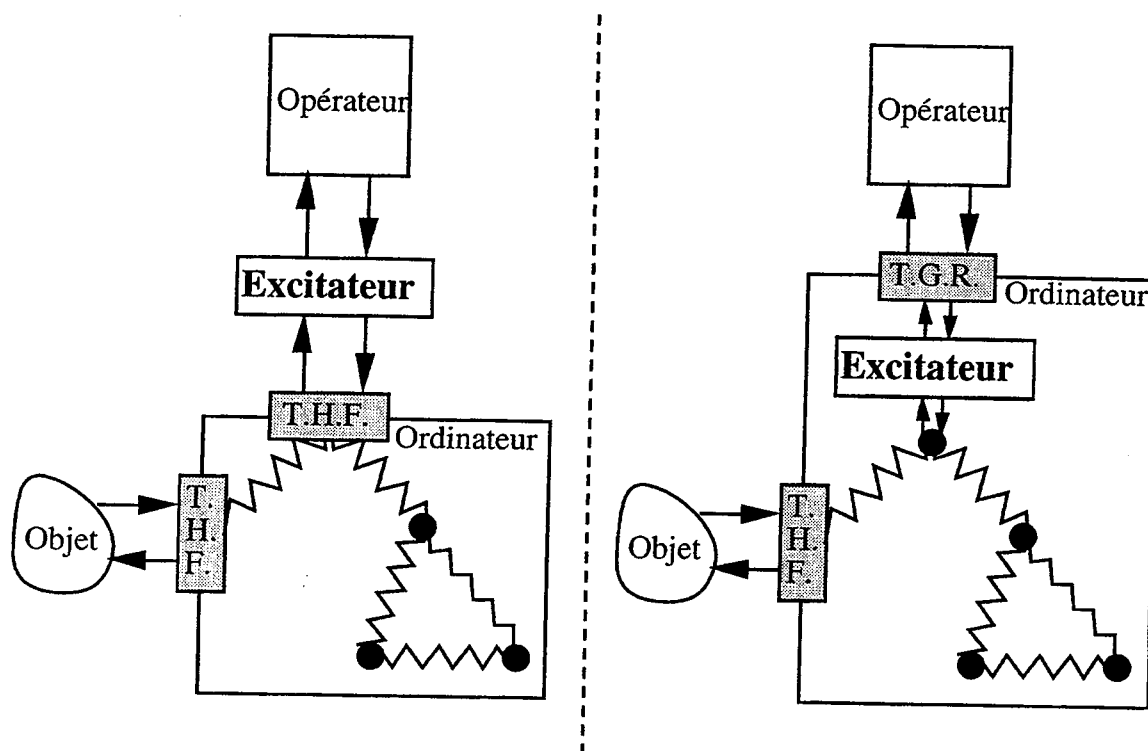 Opérateur
Excitateur
T.H.F.
Ordinateur
T.
H.
F.
Objet
Opérateur
T.G.R.
Ordinateur
Excitateur
T.
H.
F.
Objet